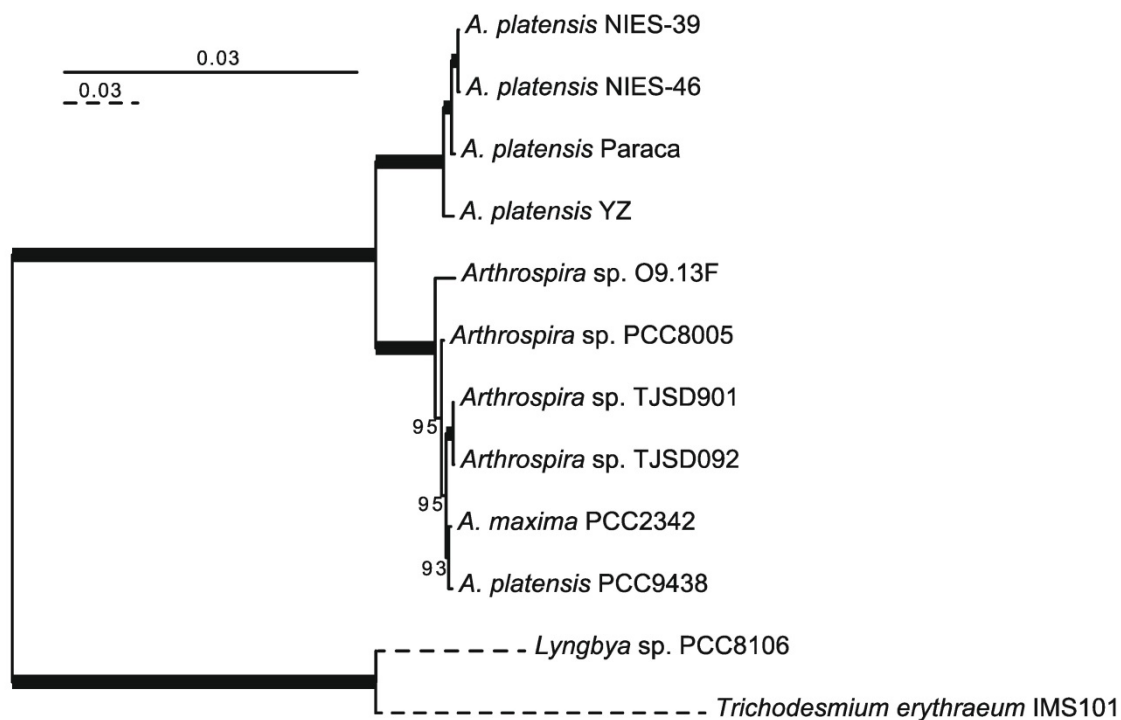 A. platensis NIES-39
0.03
A. platensis NIES-46
0.03
A. platensis Paraca
A. platensis YZ
Arthrospira sp. O9.13F
Arthrospira sp. PCC8005
Arthrospira sp. TJSD901
95
Arthrospira sp. TJSD092
95
A. maxima PCC2342
93
A. platensis PCC9438
Lyngbya sp. PCC8106
Trichodesmium erythraeum IMS101